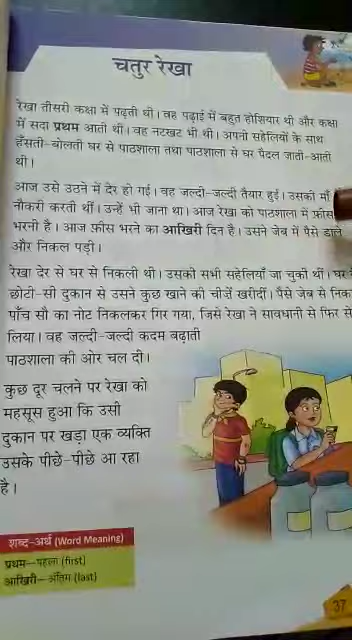 चतुर रेखा
रेखा तीसरी कक्षा में पढ़ती थी। वह पढ़ाई में बहुत होशियार थी और कक्षा
में सदा प्रथम आती थी। वह नटखट भी थी। अपनी सहेलियों के साथ
हँसती-बोलती घर से पाठशाला तथा पाठशाला से घर पैदल जाती-आती
थी।
आज उसे उठने में देर हो गई। वह जल्दी-जल्दी तैयार हुई। उसकी माँ
नौकरी करती थीं। उन्हें भी जाना था। आज रेखा को पाठशाला में फ़ीस
भरनी है। आज फ़ीस भरने का आखिरी दिन है। उसने जेब में पैसे डाले
और निकल पड़ी।
रेखा देर से घर से निकली थी। उसकी सभी सहेलियाँ जा चुकी थीं। घर
छोटी-सी दुकान से उसने कुछ खाने की चीज़ें खरीदीं। पैसे जेब से निक
पाँच सौ का नोट निकलकर गिर गया, जिसे रेखा ने सावधानी से फिर से
लिया। वह जल्दी-जल्दी कदम बढ़ाती
पाठशाला की ओर चल दी।
कुछ दूर चलने पर रेखा को
महसूस हुआ कि उसी
दुकान पर खड़ा एक व्यक्ति
उसके पीछे-पीछे आ रहा
है।
शब्द-अर्थ (Word Meaning)
प्रथम—पहला (first)
आखिरी—अंतिम (last)
37